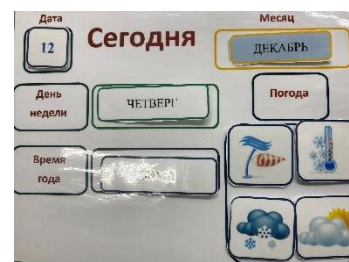 Дата
Месяц
12
Сегодня
ДЕКАБРЬ
День
недели
ЧЕТВЕРГ
Погода
Время
года